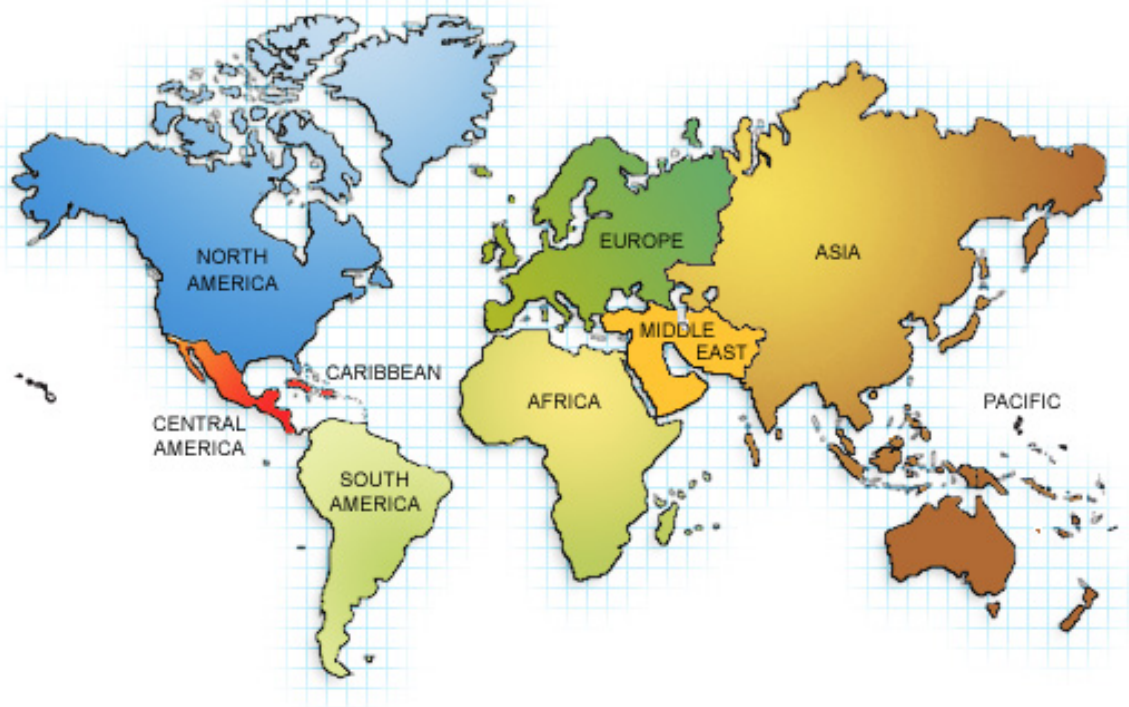 NORTH
AMERICA
EUROPE
ASIA
MIDDLE
EAST
CARIBBEAN
AFRICA
PACIFIC
CENTRAL
AMERICA
SOUTH
AMERICA